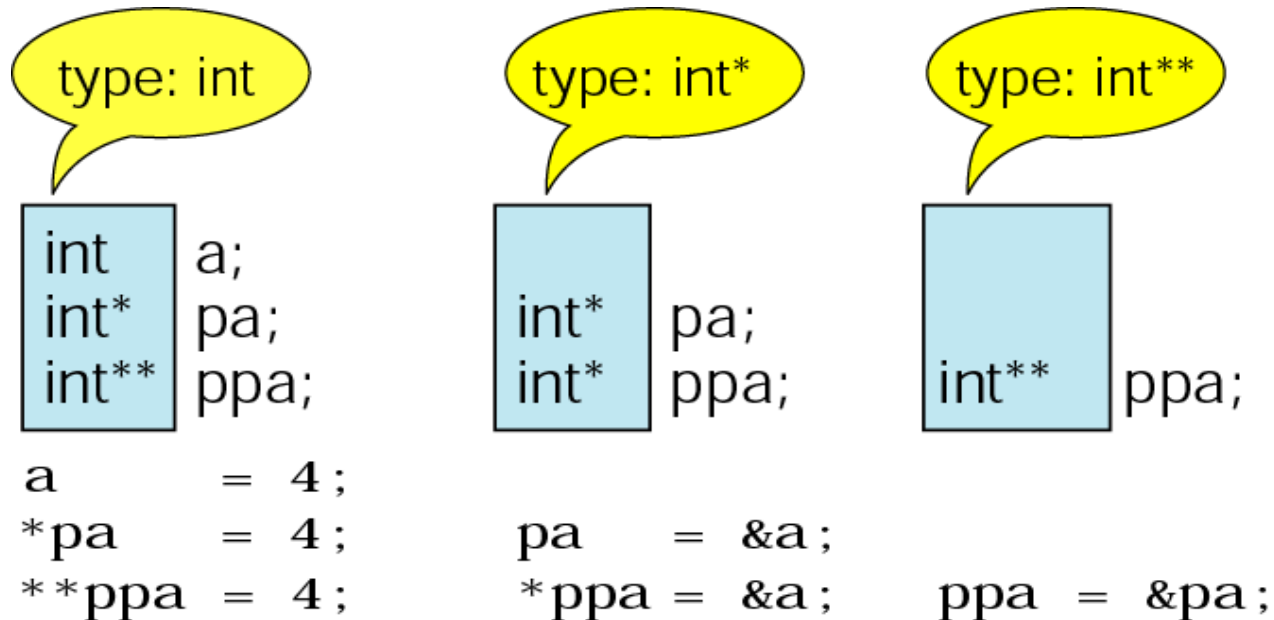 type: int
int a;
int* pa;
int** ppa;
a = 4;
*pa = 4;
**ppa = 4;
type: int*
int* pa;
int* ppa;
pa = &a;
*ppa = &a;
type: int**
int** ppa;
ppa = &pa;